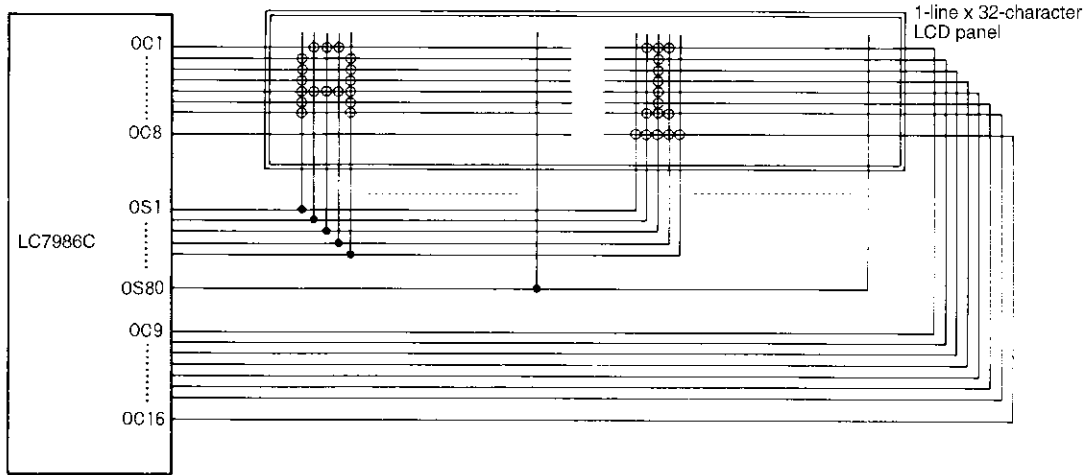 1-line x 32-character
LCD panel
OC1
OC8
OS1
LC7986C
OS80
OC9
OC16